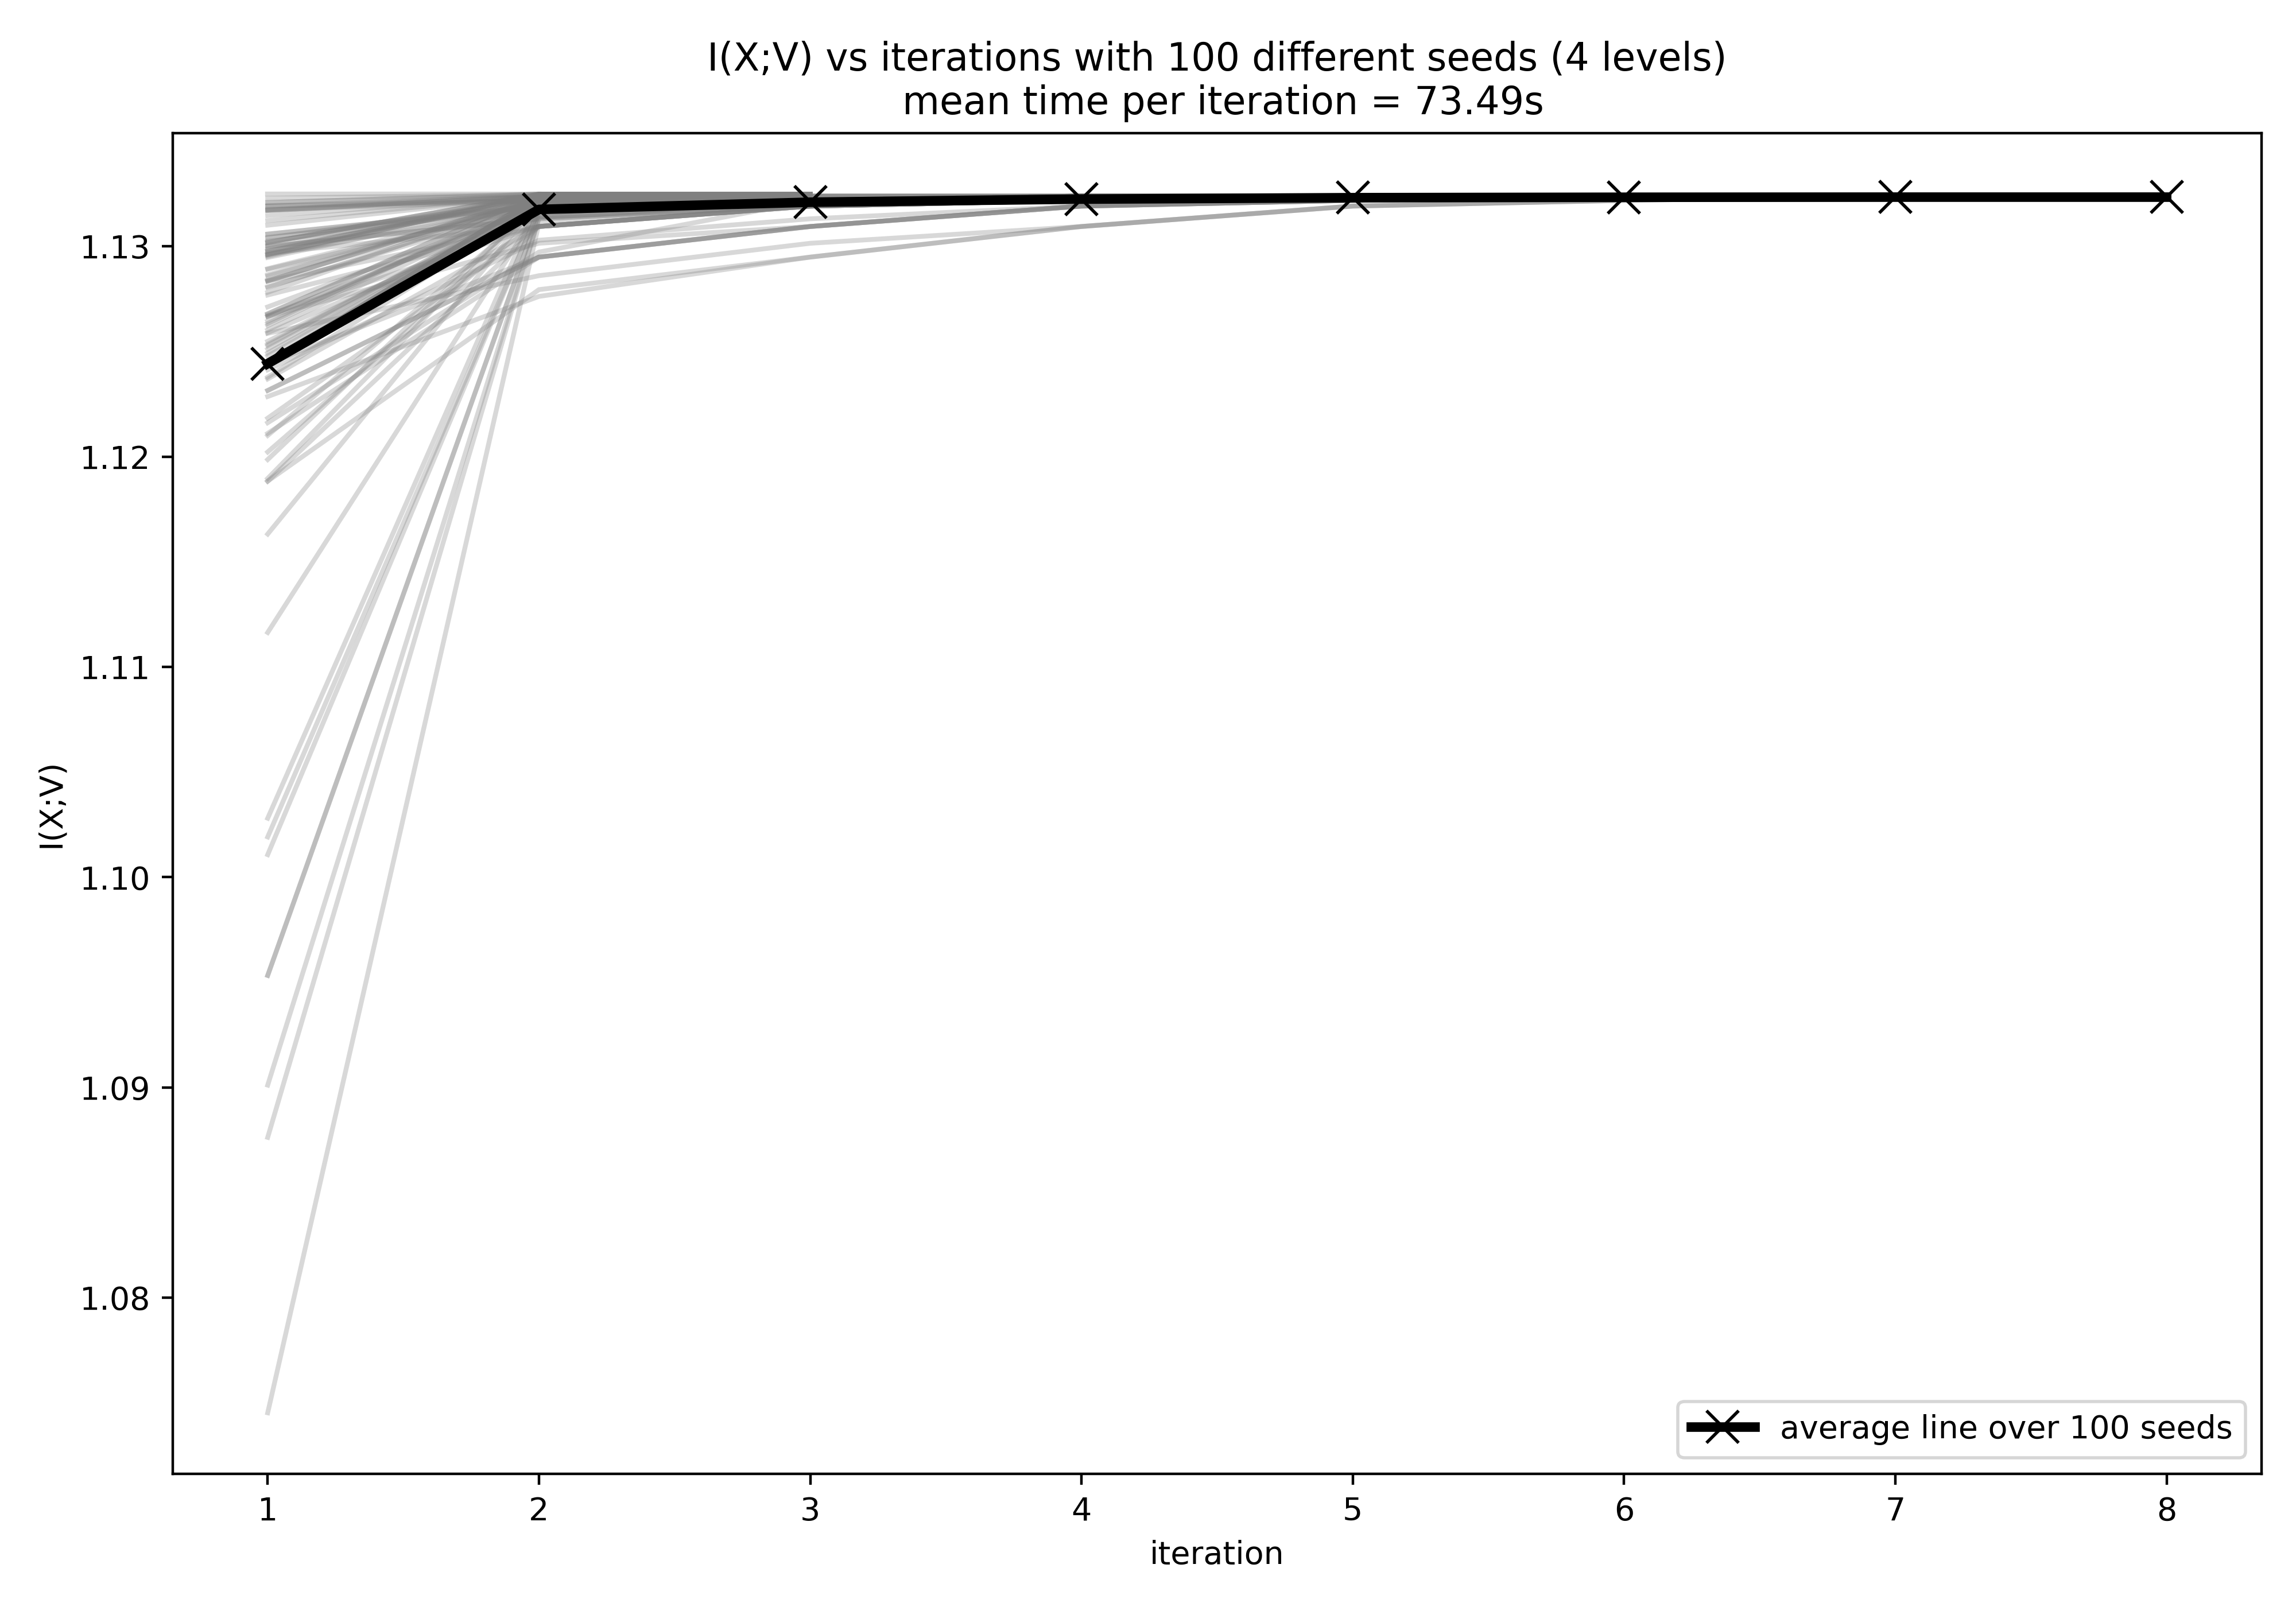 I(X;V) vs iterations with 100 different seeds (4 levels)
mean time per iteration = 73.49s
1.13
1.12
1.11
1.10
1.09
1.08
I(X;V)
average line over 100 seeds
1 2 3 4 5 6 7 8
iteration